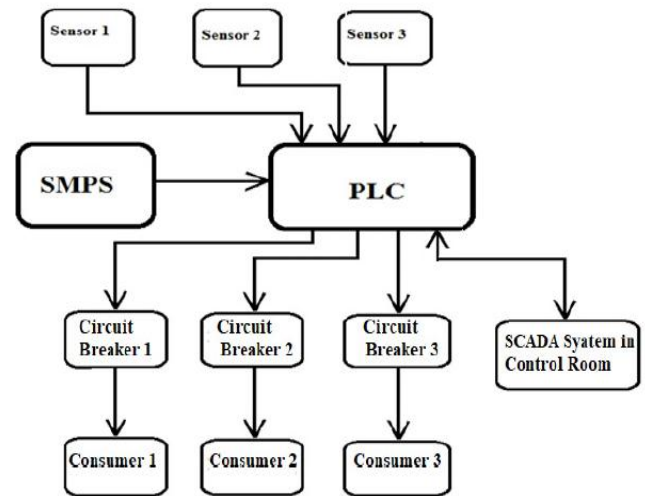 Sensor 1
Sensor 2
Sensor 3
SMPS
PLC
Circuit
Breaker 1
Circuit
Breaker 2
Circuit
Breaker 3
SCADA Syatem in
Control Room
Consumer 1
Consumer 2
Consumer 3